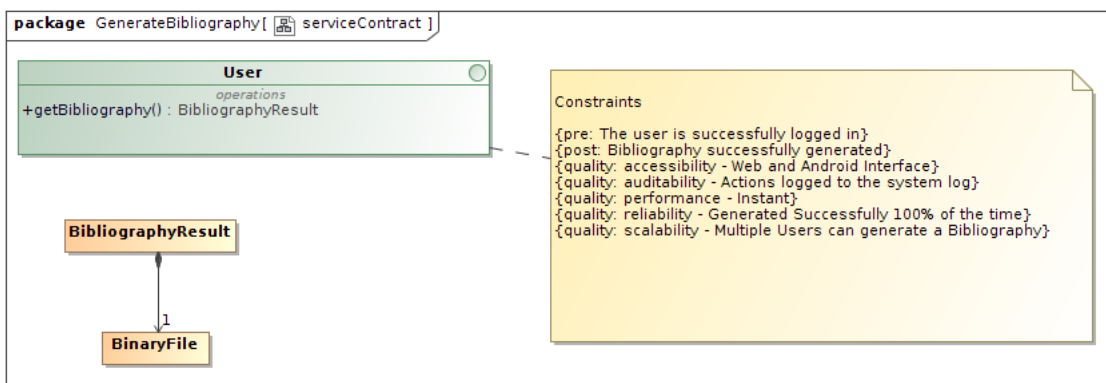 package GenerateBibliography[ serviceContract ]
User
operations
+getBibliography() : BibliographyResult
Constraints
{pre: The user is successfully logged in}
{post: Bibliography successfully generated}
{quality: accessibility - Web and Android Interface}
{quality: auditability - Actions logged to the system log}
{quality: performance - Instant}
{quality: reliability - Generated Successfully 100% of the time}
{quality: scalability - Multiple Users can generate a Bibliography}
BibliographyResult
1
BinaryFile